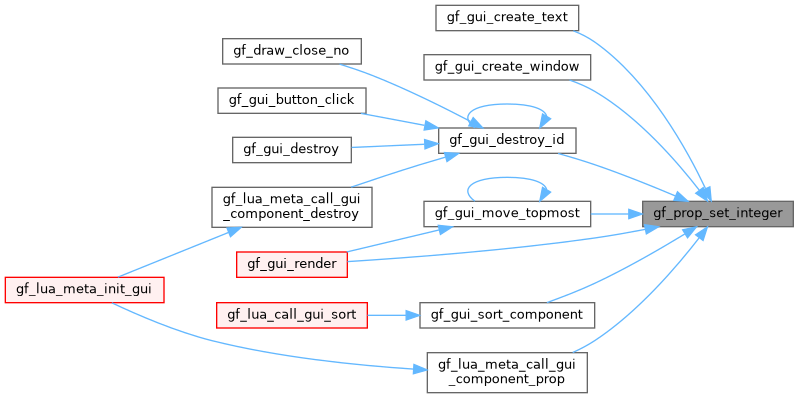 gf_gui_create_text
gf_draw_close_no
gf_gui_create_window
gf_gui_button_click
gf_gui_destroy_id
gf_gui_destroy
gf_lua_meta_call_gui
_component_destroy
gf_gui_move_topmost
gf_prop_set_integer
gf_gui_render
gf_lua_meta_init_gui
gf_lua_call_gui_sort
gf_gui_sort_component
gf_lua_meta_call_gui
_component_prop